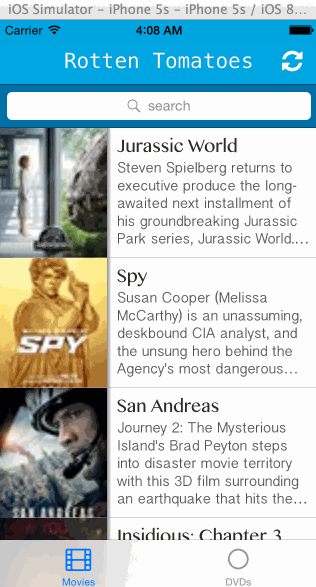 iOS Simulator – iPhone 5s – iPhone 5s / iOS 8...
Carrier 4:08 AM
Rotten Tomatoes
search
Jurassic World
Steven Spielberg returns to
executive produce the long-
awaited next installment of
his groundbreaking Jurassic
Park series, Jurassic World....
Spy
Susan Cooper (Melissa
McCarthy) is an unassuming,
deskbound CIA analyst, and
the unsung hero behind the
Agency's most dangerous...
SPY
San Andreas
Journey 2: The Mysterious
Island's Brad Peyton steps
into disaster movie territory
with this 3D film surrounding
an earthquake that hits the...
SAN ANDREAS
Insidious: Chapter 3
Movies
DVDs